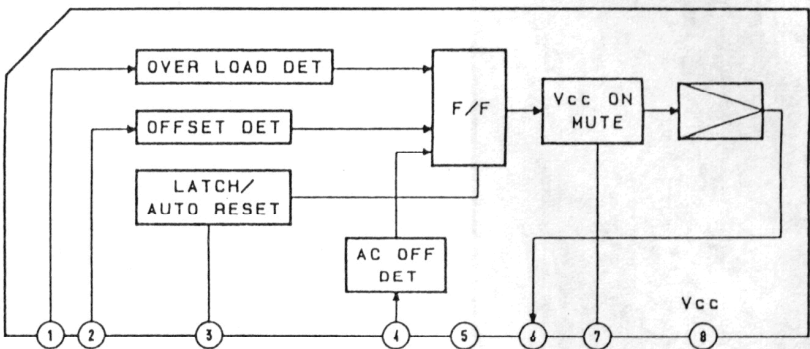 OVER LOAD DET
OFFSET DET
LATCH/
AUTO RESET
F/F
Vcc ON
MUTE
AC OFF
DET
Vcc
1 2 3 4 5 6 7 8